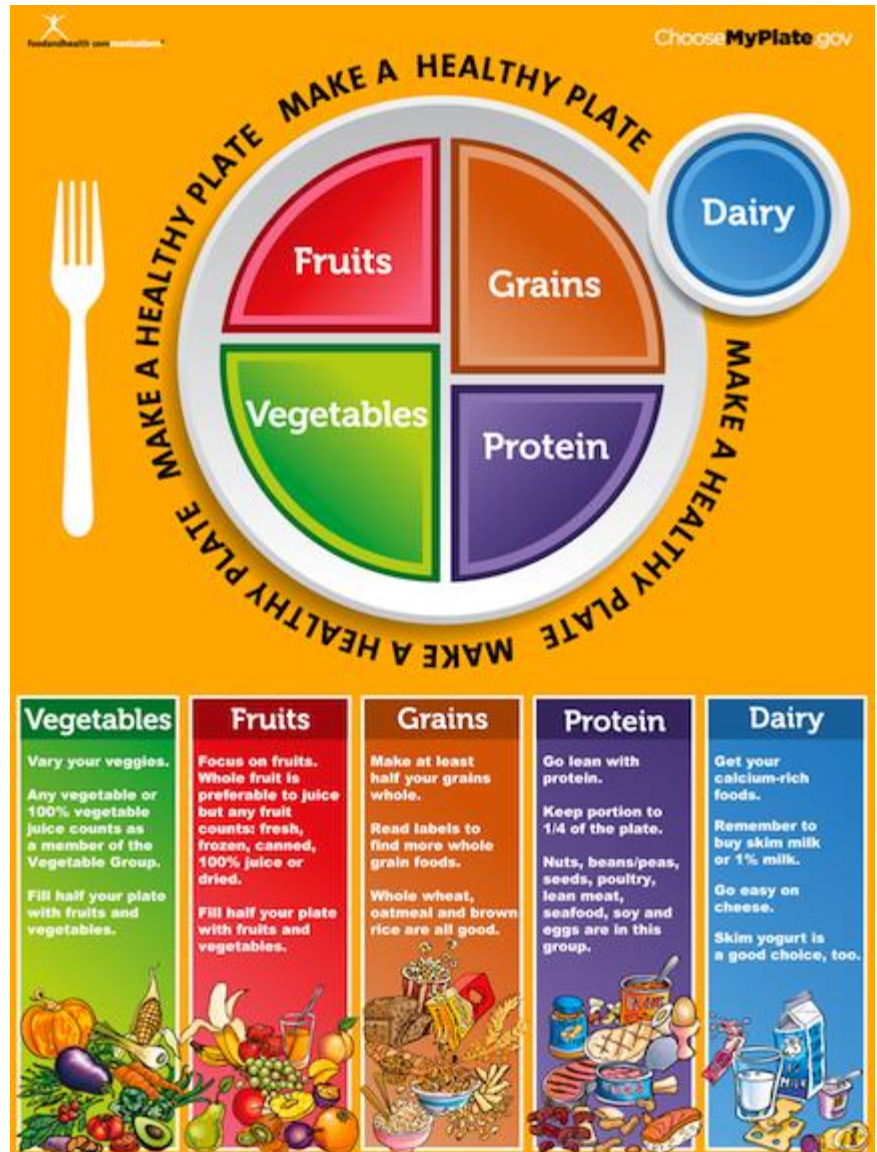 foodandhealth.com
ChooseMyPlate.gov
MAKE A HEALTHY PLATE
MAKE A HEALTHY PLATE
MAKE A HEALTHY PLATE
MAKE A HEALTHY PLATE
MAKE A HEALTHY PLATE
Fruits
Grains
Dairy
Vegetables
Protein
Vegetables
Vary your veggies.
Any vegetable or
100% vegetable
juice counts as
a member of the
Vegetable Group.
Fill half your plate
with fruits and
vegetables.
Fruits
Focus on fruits.
Whole fruit is
preferable to juice
but any fruit
counts: fresh,
frozen, canned,
100% juice or
dried.
Fill half your plate
with fruits and
vegetables.
Grains
Make at least
half your grains
whole.
Read labels to
find more whole
grain foods.
Whole wheat,
oatmeal and brown
rice are all good.
Protein
Go lean with
protein.
Keep portion to
1/4 of the plate.
Nuts, beans/peas,
seeds, poultry,
lean meat,
seafood, soy and
eggs are in this
group.
Dairy
Get your
calcium-rich
foods.
Remember to
buy skim milk
or 1% milk.
Go easy on
cheese.
Skim yogurt is
a good choice, too.
MILK